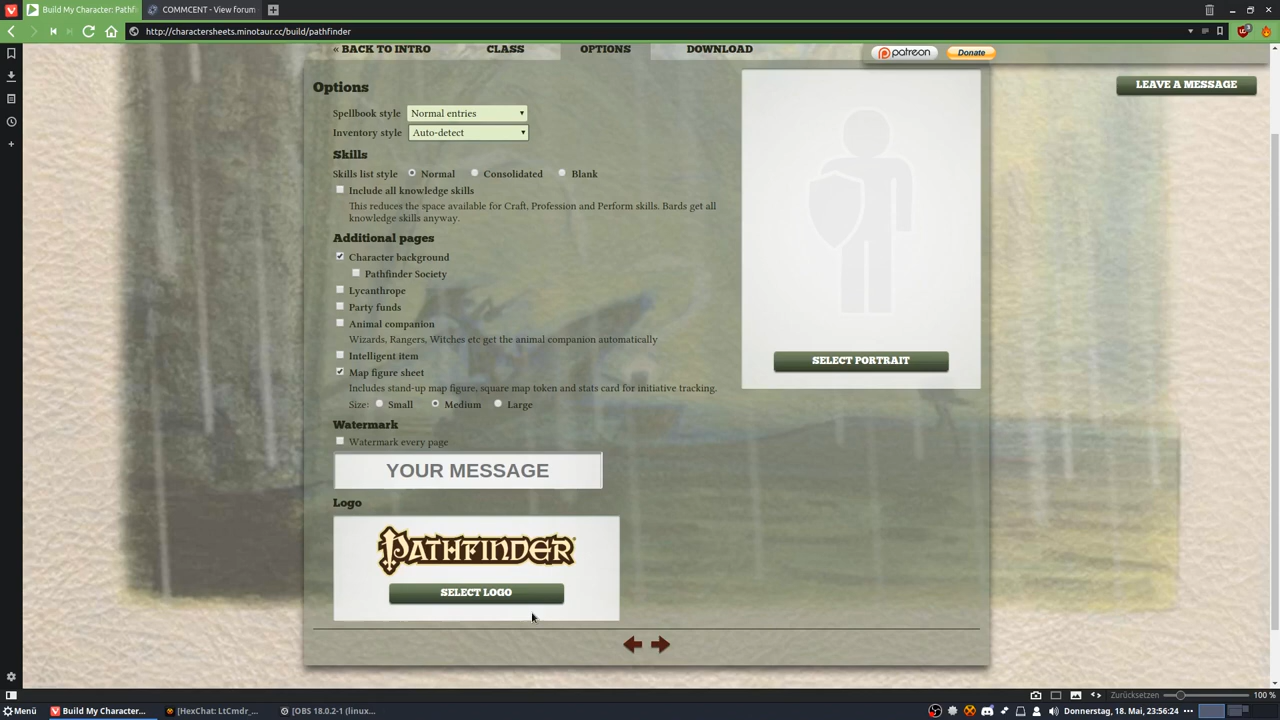 Build My Character: Pathfi
COMMCENT - View forum
http://charactersheets.minotaur.cc/build/pathfinder
« BACK TO INTRO
CLASS
OPTIONS
DOWNLOAD
patreon
Donate
LEAVE A MESSAGE
Options
Spellbook style
Normal entries
Inventory style
Auto-detect
Skills
Skills list style
Normal
Consolidated
Blank
Include all knowledge skills
This reduces the space available for Craft, Profession and Perform skills. Bards get all
knowledge skills anyway.
Additional pages
Character background
Pathfinder Society
Lycanthrope
Party funds
Animal companion
Wizards, Rangers, Witches etc get the animal companion automatically
Intelligent item
Map figure sheet
Includes stand-up map figure, square map token and stats card for initiative tracking.
Size:
Small
Medium
Large
SELECT PORTRAIT
Watermark
Watermark every page
YOUR MESSAGE
Logo
PATHFINDER
SELECT LOGO
Zurücksetzen
100 %
Menü
Build My Character: Path...
[HexChat: LtCmdr_...
[OBS 18.0.2-1 (linux...
Donnerstag, 18. Mai, 23:56:24